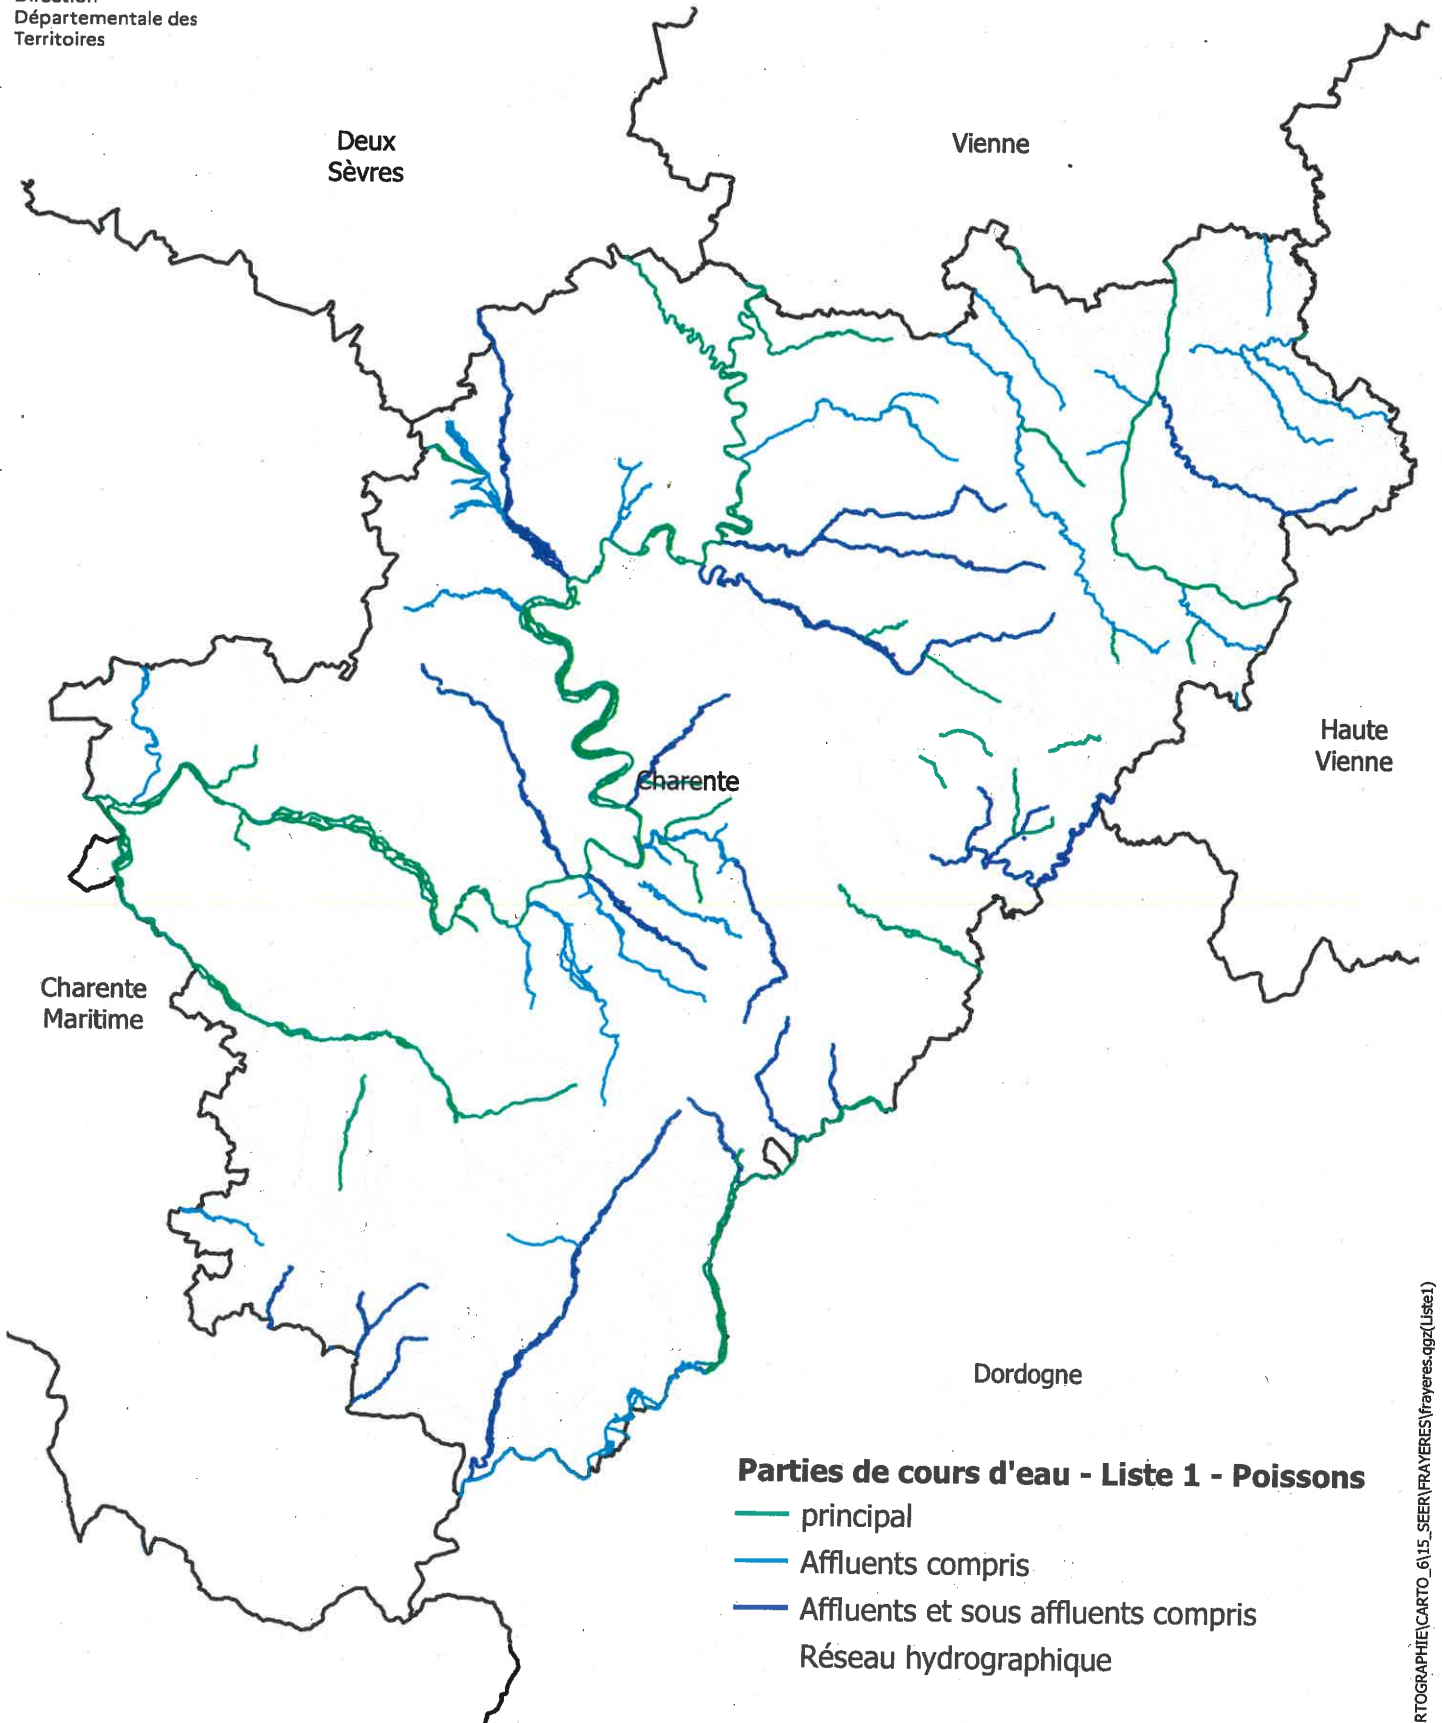 Direction
Départementale des
Territoires
Deux
Sèvres
Vienne
Haute
Vienne
Charente
Charente
Maritime
Dordogne
Parties de cours d'eau - Liste 1 - Poissons
principal
Affluents compris
Affluents et sous affluents compris
Réseau hydrographique
RTOGRAPHIE\CARTO_6\15_SEER\FRAYERES\frayeres.qgz(Liste1)